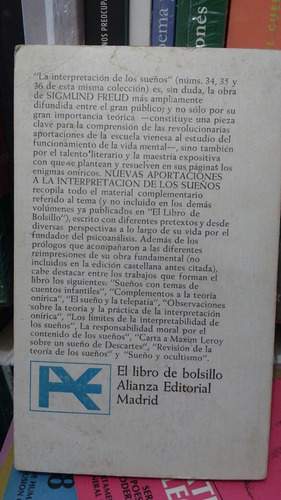 "La interpretación de los sueños" (núms. 34, 35 y
36 de esta misma colección) es, sin duda, la obra
de SIGMUND FREUD más ampliamente
difundida entre el gran público; y no sólo por su
gran importancia teórica —constituye una pieza
clave para la comprensión de las revolucionarias
aportaciones de la escuela vienesa al estudio del
funcionamiento de la vida mental—, sino también
por el talento literario y la maestría expositiva
con que se plantean y resuelven en sus páginas los
enigmas oníricos. NUEVAS APORTACIONES
A LA INTERPRETACION DE LOS SUEÑOS
recopila todo el material complementario
referido al tema (y no incluido en los demás
volúmenes ya publicados en "El Libro de
Bolsillo"), escrito con diferentes pretextos y desde
diversas perspectivas a lo largo de su vida por el
fundador del psicoanálisis. Además de los
prólogos que acompañaron a las diferentes
reimpresiones de su obra fundamental (no
incluidos en la edición castellana antes citada),
cabe destacar entre los trabajos que forman el
libro los siguientes: "Sueños con temas de
cuentos infantiles", "Complementos a la teoría
onírica", "El sueño y la telepatía", "Observaciones
sobre la teoría y la práctica de la interpretación
onírica", "Los límites de la interpretabilidad de
los sueños", La responsabilidad moral por el
contenido de los sueños", "Carta a Maxim Leroy
sobre un sueño de Descartes", "Revisión de la
teoría de los sueños" y "Sueño y ocultismo".
El libro de bolsillo
Alianza Editorial
Madrid